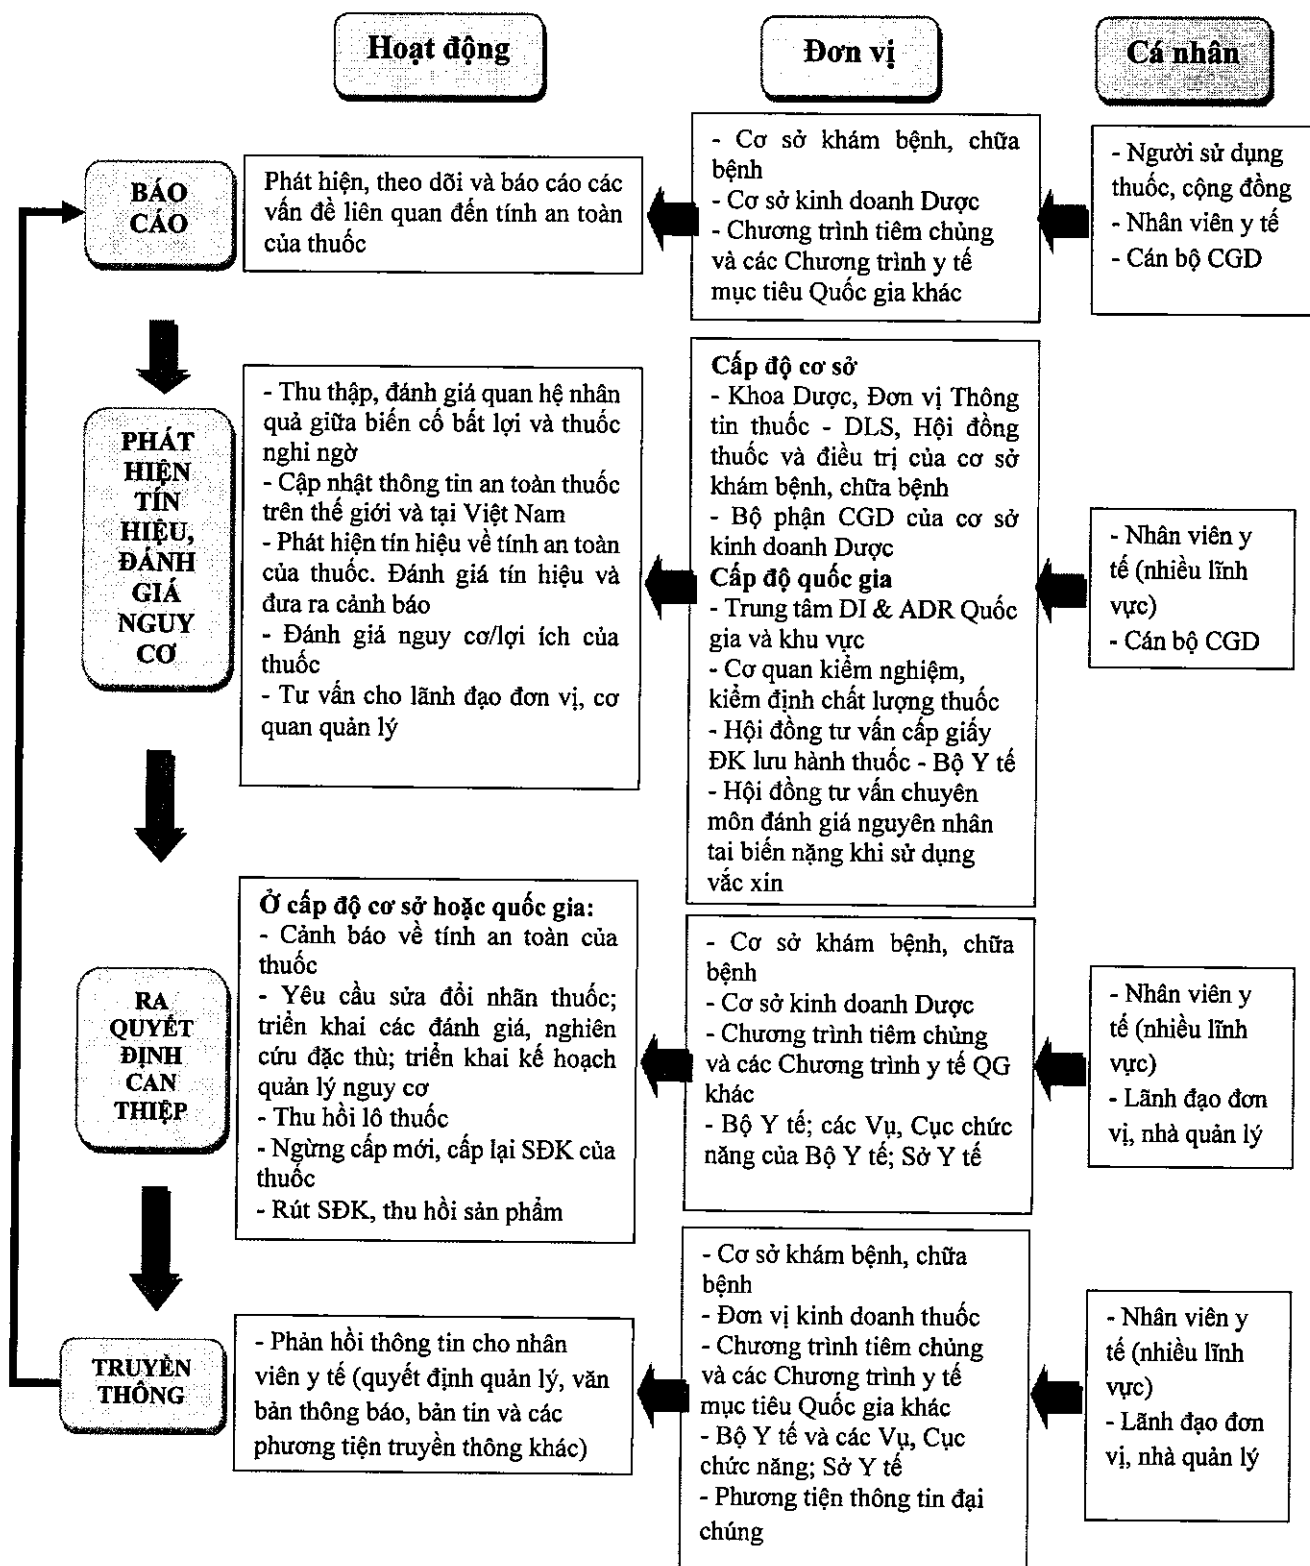 Hoạt động
Đơn vị
Cá nhân
BÁO
CÁO
Phát hiện, theo dõi và báo cáo các
vấn đề liên quan đến tính an toàn
của thuốc
- Cơ sở khám bệnh, chữa
bệnh
- Cơ sở kinh doanh Dược
- Chương trình tiêm chủng
và các Chương trình y tế
mục tiêu Quốc gia khác
- Người sử dụng
thuốc, cộng đồng
- Nhân viên y tế
- Cán bộ CGD
PHÁT
HIỆN
TÍN
HIỆU,
ĐÁNH
GIÁ
NGUY
CƠ
- Thu thập, đánh giá quan hệ nhân
quả giữa biến cố bất lợi và thuốc
nghi ngờ
- Cập nhật thông tin an toàn thuốc
trên thế giới và tại Việt Nam
- Phát hiện tín hiệu về tính an toàn
của thuốc. Đánh giá tín hiệu và
đưa ra cảnh báo
- Đánh giá nguy cơ/lợi ích của
thuốc
- Tư vấn cho lãnh đạo đơn vị, cơ
quan quản lý
Cấp độ cơ sở
- Khoa Dược, Đơn vị Thông
tin thuốc - DLS, Hội đồng
thuốc và điều trị của cơ sở
khám bệnh, chữa bệnh
- Bộ phận CGD của cơ sở
kinh doanh Dược
Cấp độ quốc gia
- Trung tâm DI & ADR Quốc
gia và khu vực
- Cơ quan kiểm nghiệm,
kiểm định chất lượng thuốc
- Hội đồng tư vấn cấp giấy
ĐK lưu hành thuốc - Bộ Y tế
- Hội đồng tư vấn chuyên
môn đánh giá nguyên nhân
tai biến nặng khi sử dụng
vắc xin
- Nhân viên y
tế (nhiều lĩnh
vực)
- Cán bộ CGD
RA
QUYẾT
ĐỊNH
CAN
THIỆP
Ở cấp độ cơ sở hoặc quốc gia:
- Cảnh báo về tính an toàn của
thuốc
- Yêu cầu sửa đổi nhãn thuốc;
triển khai các đánh giá, nghiên
cứu đặc thù; triển khai kế hoạch
quản lý nguy cơ
- Thu hồi lô thuốc
- Ngừng cấp mới, cấp lại SĐK của
thuốc
- Rút SĐK, thu hồi sản phẩm
- Cơ sở khám bệnh, chữa
bệnh
- Cơ sở kinh doanh Dược
- Chương trình tiêm chủng
và các Chương trình y tế QG
khác
- Bộ Y tế; các Vụ, Cục chức
năng của Bộ Y tế; Sở Y tế
- Nhân viên y
tế (nhiều lĩnh
vực)
- Lãnh đạo đơn
vị, nhà quản lý
TRUYỀN
THÔNG
- Phản hồi thông tin cho nhân
viên y tế (quyết định quản lý, văn
bản thông báo, bản tin và các
phương tiện truyền thông khác)
- Cơ sở khám bệnh, chữa
bệnh
- Đơn vị kinh doanh thuốc
- Chương trình tiêm chủng
và các Chương trình y tế
mục tiêu Quốc gia khác
- Bộ Y tế và các Vụ, Cục
chức năng; Sở Y tế
- Phương tiện thông tin đại
chúng
- Nhân viên y
tế (nhiều lĩnh
vực)
- Lãnh đạo đơn
vị, nhà quản lý